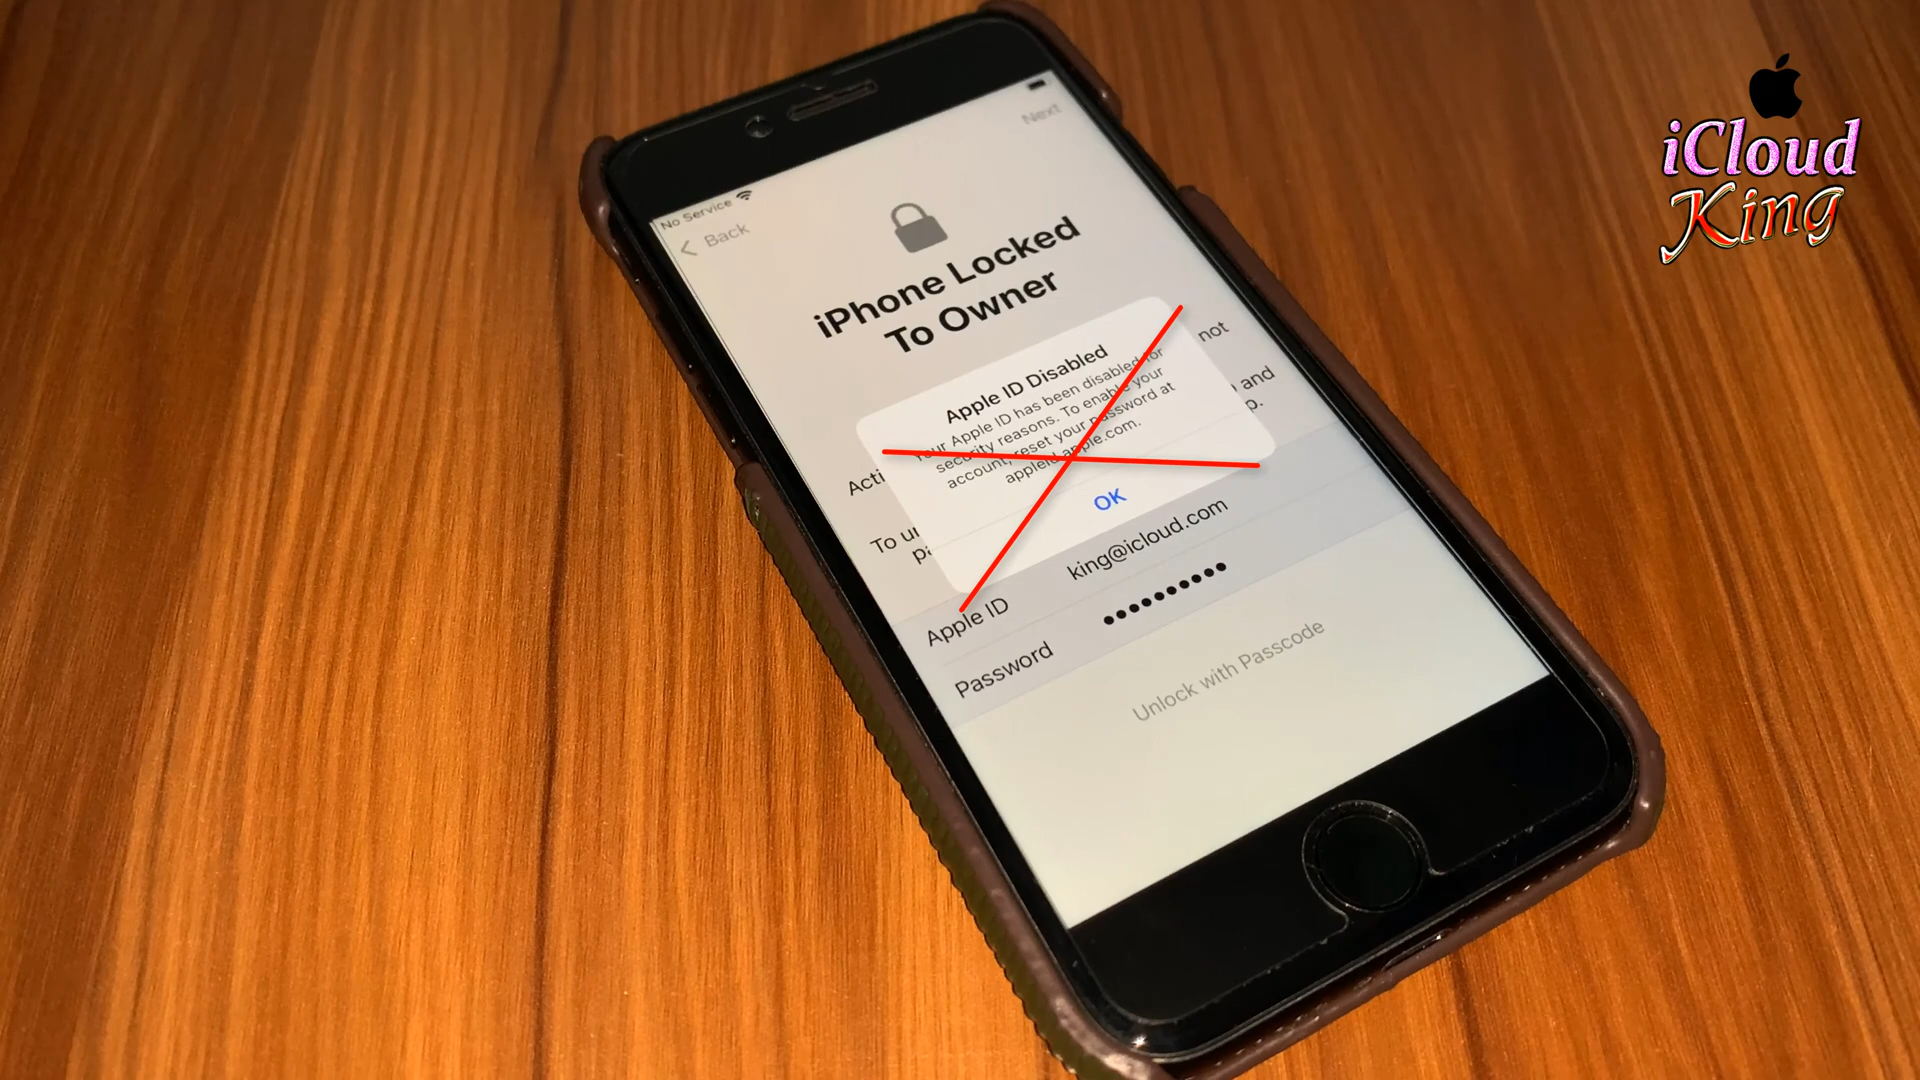 iCloud
King
No Service
Next
Back
iPhone Locked
To Owner
Apple ID Disabled
Your Apple ID has been disabled for
security reasons. To enable your
account, reset your password at
appleid.apple.com.
OK
not
and
Apple ID king@icloud.com
Password
Unlock with Passcode